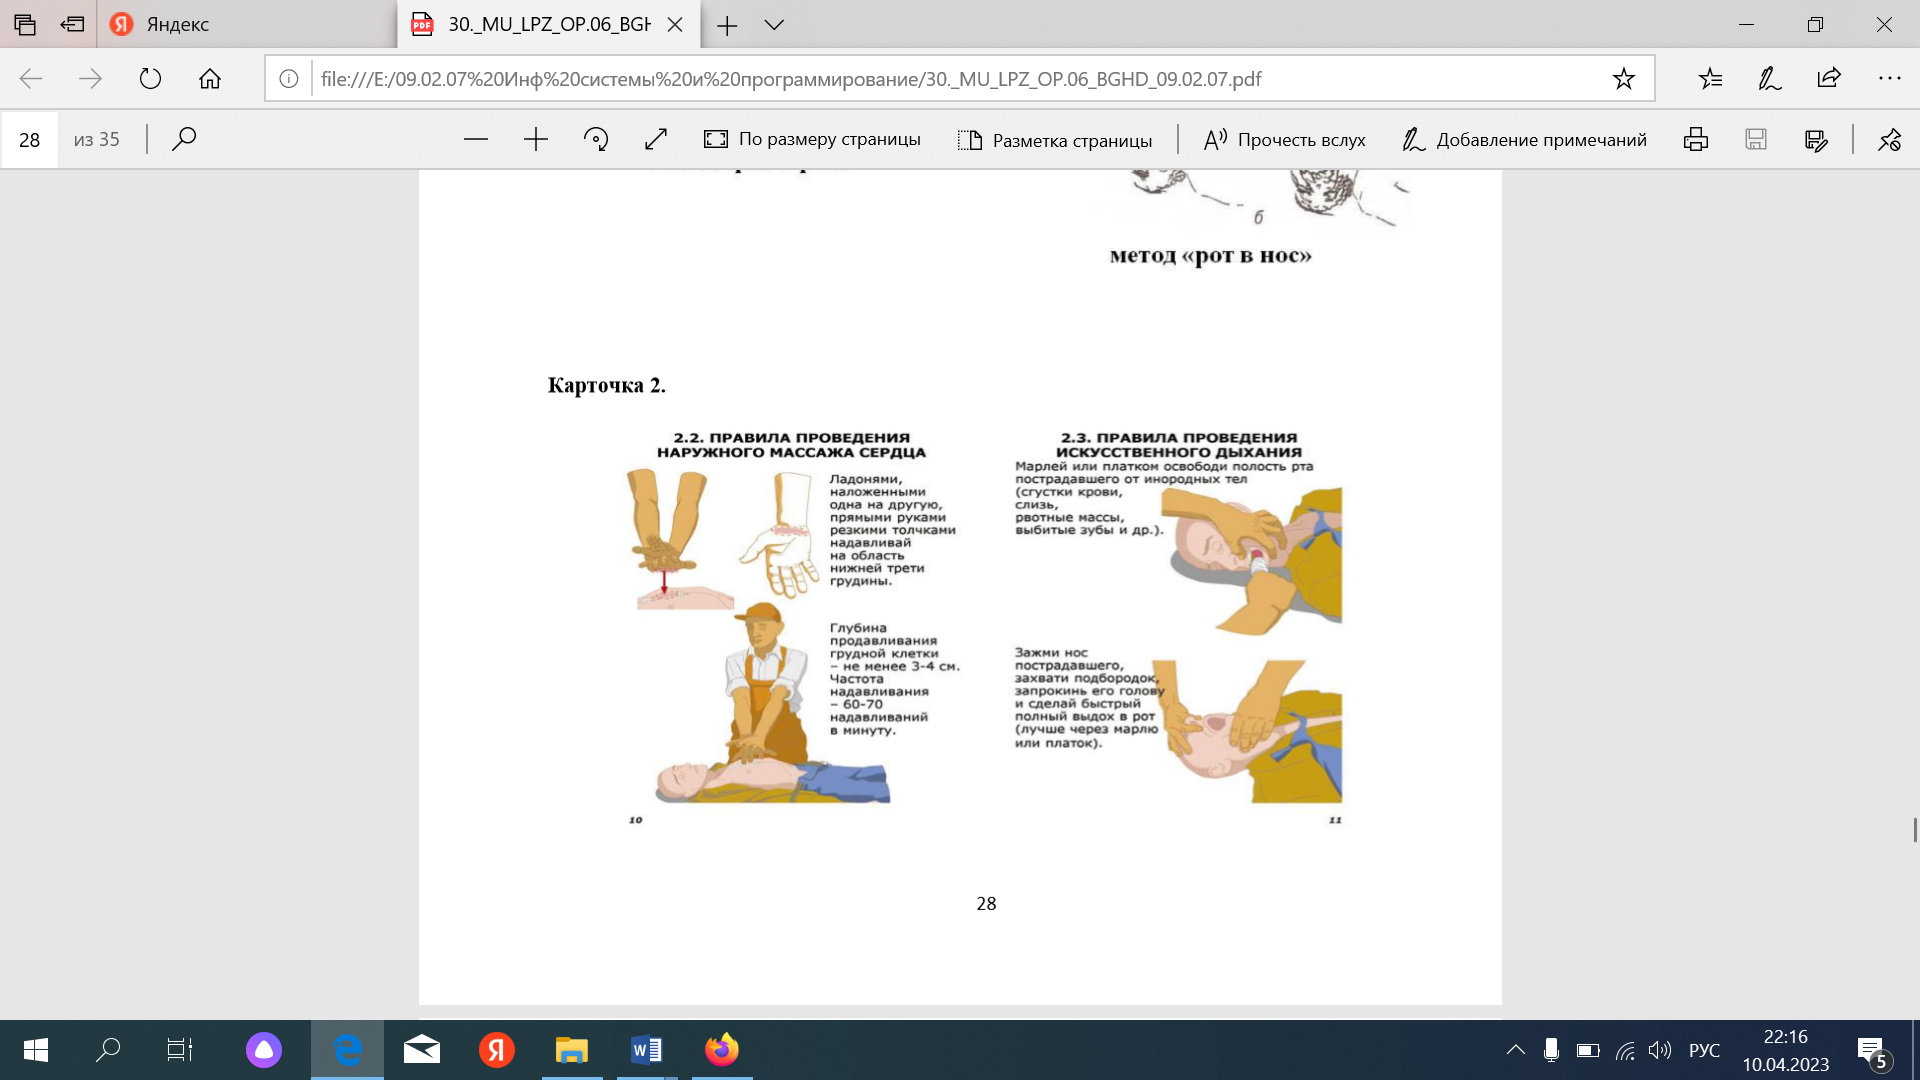 Яндекс
30._MU_LPZ_OP.06_BGH
file:///E:/09.02.07%20Инф%20системы%20и%20программирование/30._MU_LPZ_OP.06_BGHD_09.02.07.pdf
28 из 35
По размеру страницы
Разметка страницы
Прочесть вслух
Добавление примечаний
б
метод «рот в нос»
Карточка 2.
2.2. ПРАВИЛА ПРОВЕДЕНИЯ
НАРУЖНОГО МАССАЖА СЕРДЦА
Ладонями,
наложенными
одна на другую,
прямыми руками
резкими толчками
надавливай
на область
нижней трети
грудины.
Глубина
продавливания
грудной клетки
– не менее 3-4 см.
Частота
надавливания
– 60-70
надавливаний
в минуту.
10
2.3. ПРАВИЛА ПРОВЕДЕНИЯ
ИСКУССТВЕННОГО ДЫХАНИЯ
Марлей или платком освободи полость рта
пострадавшего от инородных тел
(сгустки крови,
слизь,
рвотные массы,
выбитые зубы и др.).
Зажми нос
пострадавшего,
захвати подбородок,
запрокинь его голову
и сделай быстрый
полный выдох в рот
(лучше через марлю
или платок).
11
28
РУС
22:16
10.04.2023
5